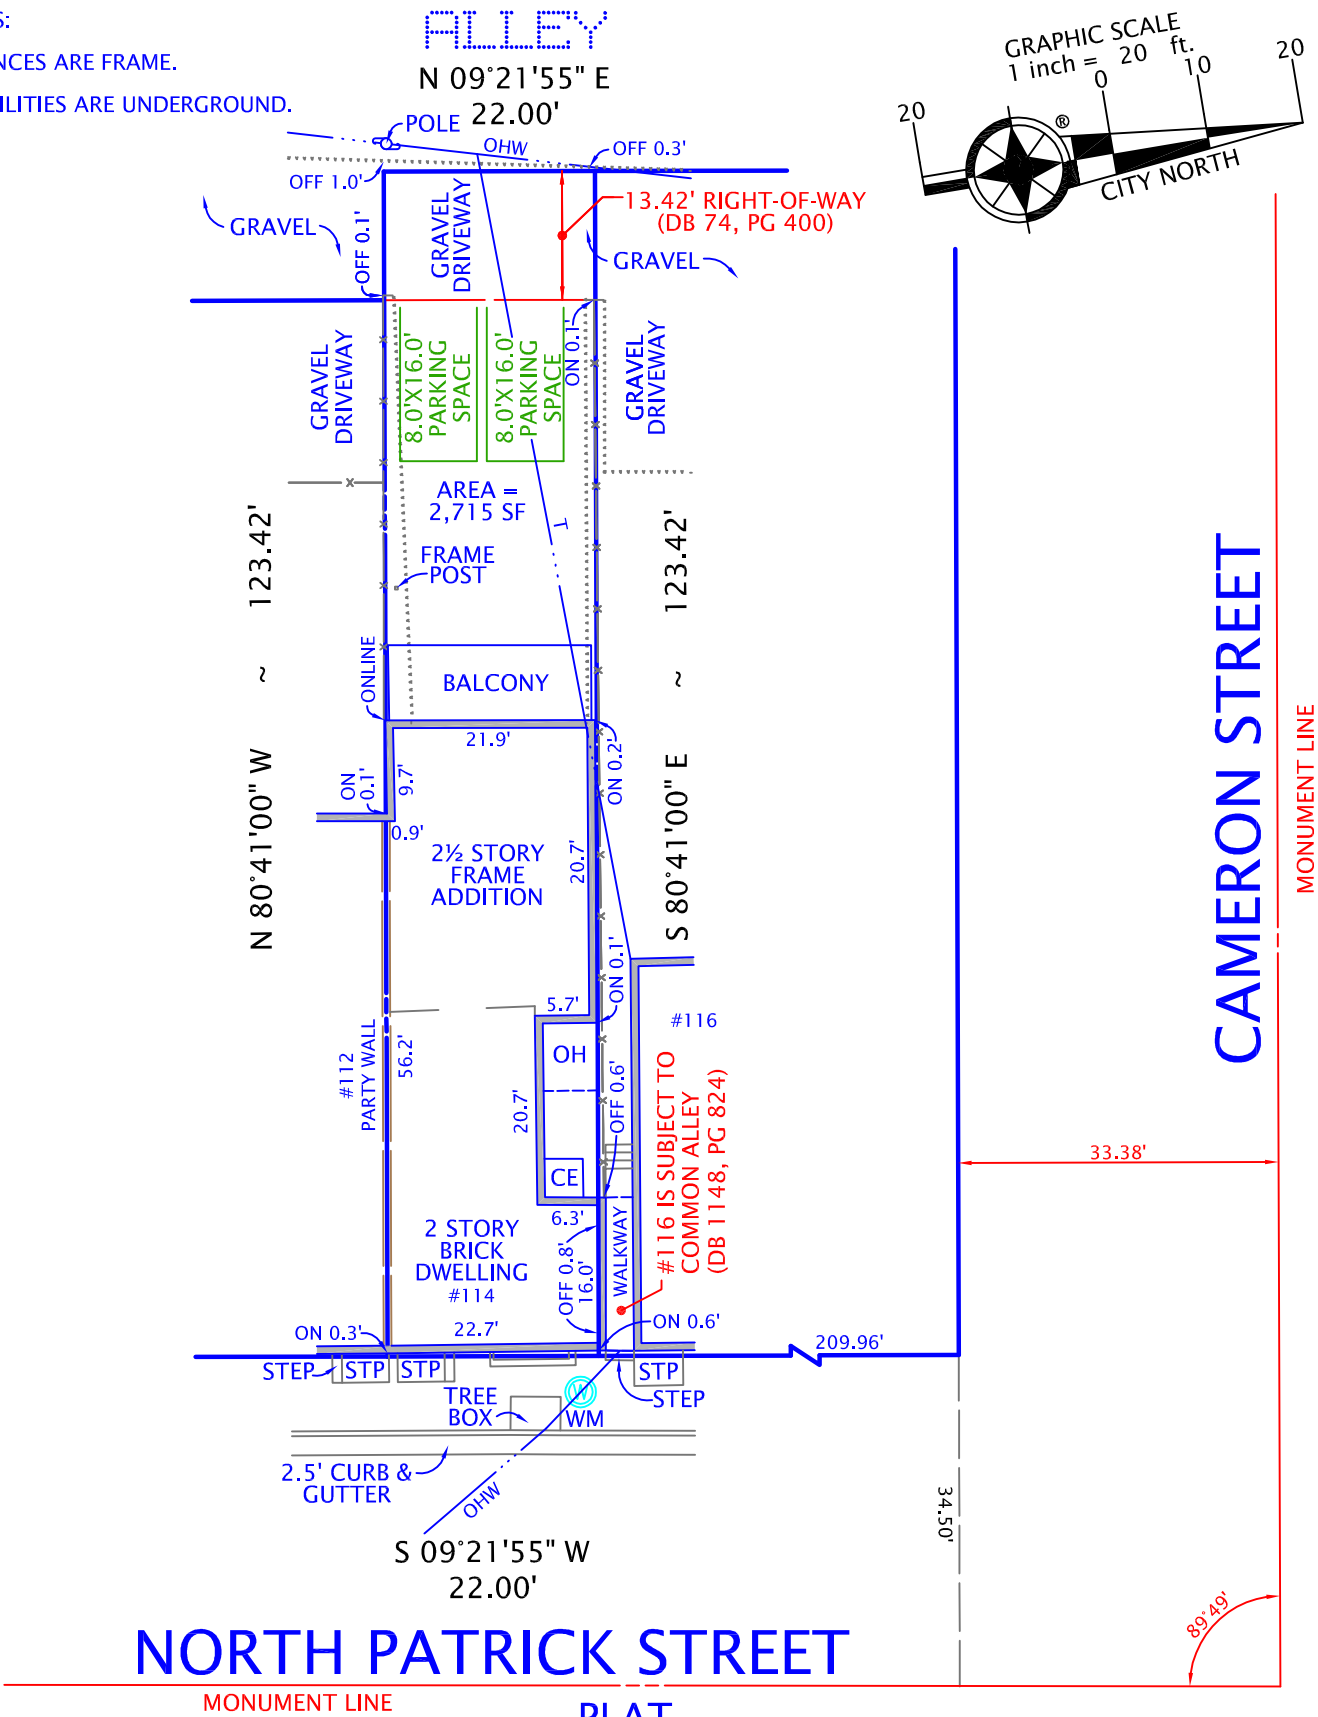 S:
NCES ARE FRAME.
ILITIES ARE UNDERGROUND.
ALLEY
N 09°21'55" E
22.00'
GRAPHIC SCALE
1 inch = 20 ft.
20
0
10
20
®
CITY NORTH
POLE
OHW
OFF 0.3'
OFF 1.0'
GRAVEL
OFF 0.1'
GRAVEL
DRIVEWAY
13.42' RIGHT-OF-WAY
(DB 74, PG 400)
GRAVEL
GRAVEL
DRIVEWAY
8.0'X16.0'
PARKING
SPACE
8.0'X16.0'
PARKING
SPACE
ON 0.1'
GRAVEL
DRIVEWAY
AREA =
2,715 SF
T
FRAME
POST
N 80°41'00" W ~ 123.42'
S 80°41'00" E ~ 123.42'
ONLINE
BALCONY
21.9'
ON 0.2'
ON
0.1'
9.7'
0.9'
2½ STORY
FRAME
ADDITION
20.7'
ON 0.1'
5.7'
#116
OH
#112
PARTY WALL
56.2'
20.7'
OFF 0.6'
#116 IS SUBJECT TO
COMMON ALLEY
(DB 1148, PG 824)
CE
6.3'
2 STORY
BRICK
DWELLING
#114
OFF 0.8'
16.0'
WALKWAY
22.7'
ON 0.3'
ON 0.6'
209.96'
STEP
STP
STP
STP
STEP
TREE
BOX
W
WM
2.5' CURB &
GUTTER
OHW
S 09°21'55" W
22.00'
CAMERON STREET
MONUMENT LINE
33.38'
34.50'
89°49'
NORTH PATRICK STREET
MONUMENT LINE
PLAT